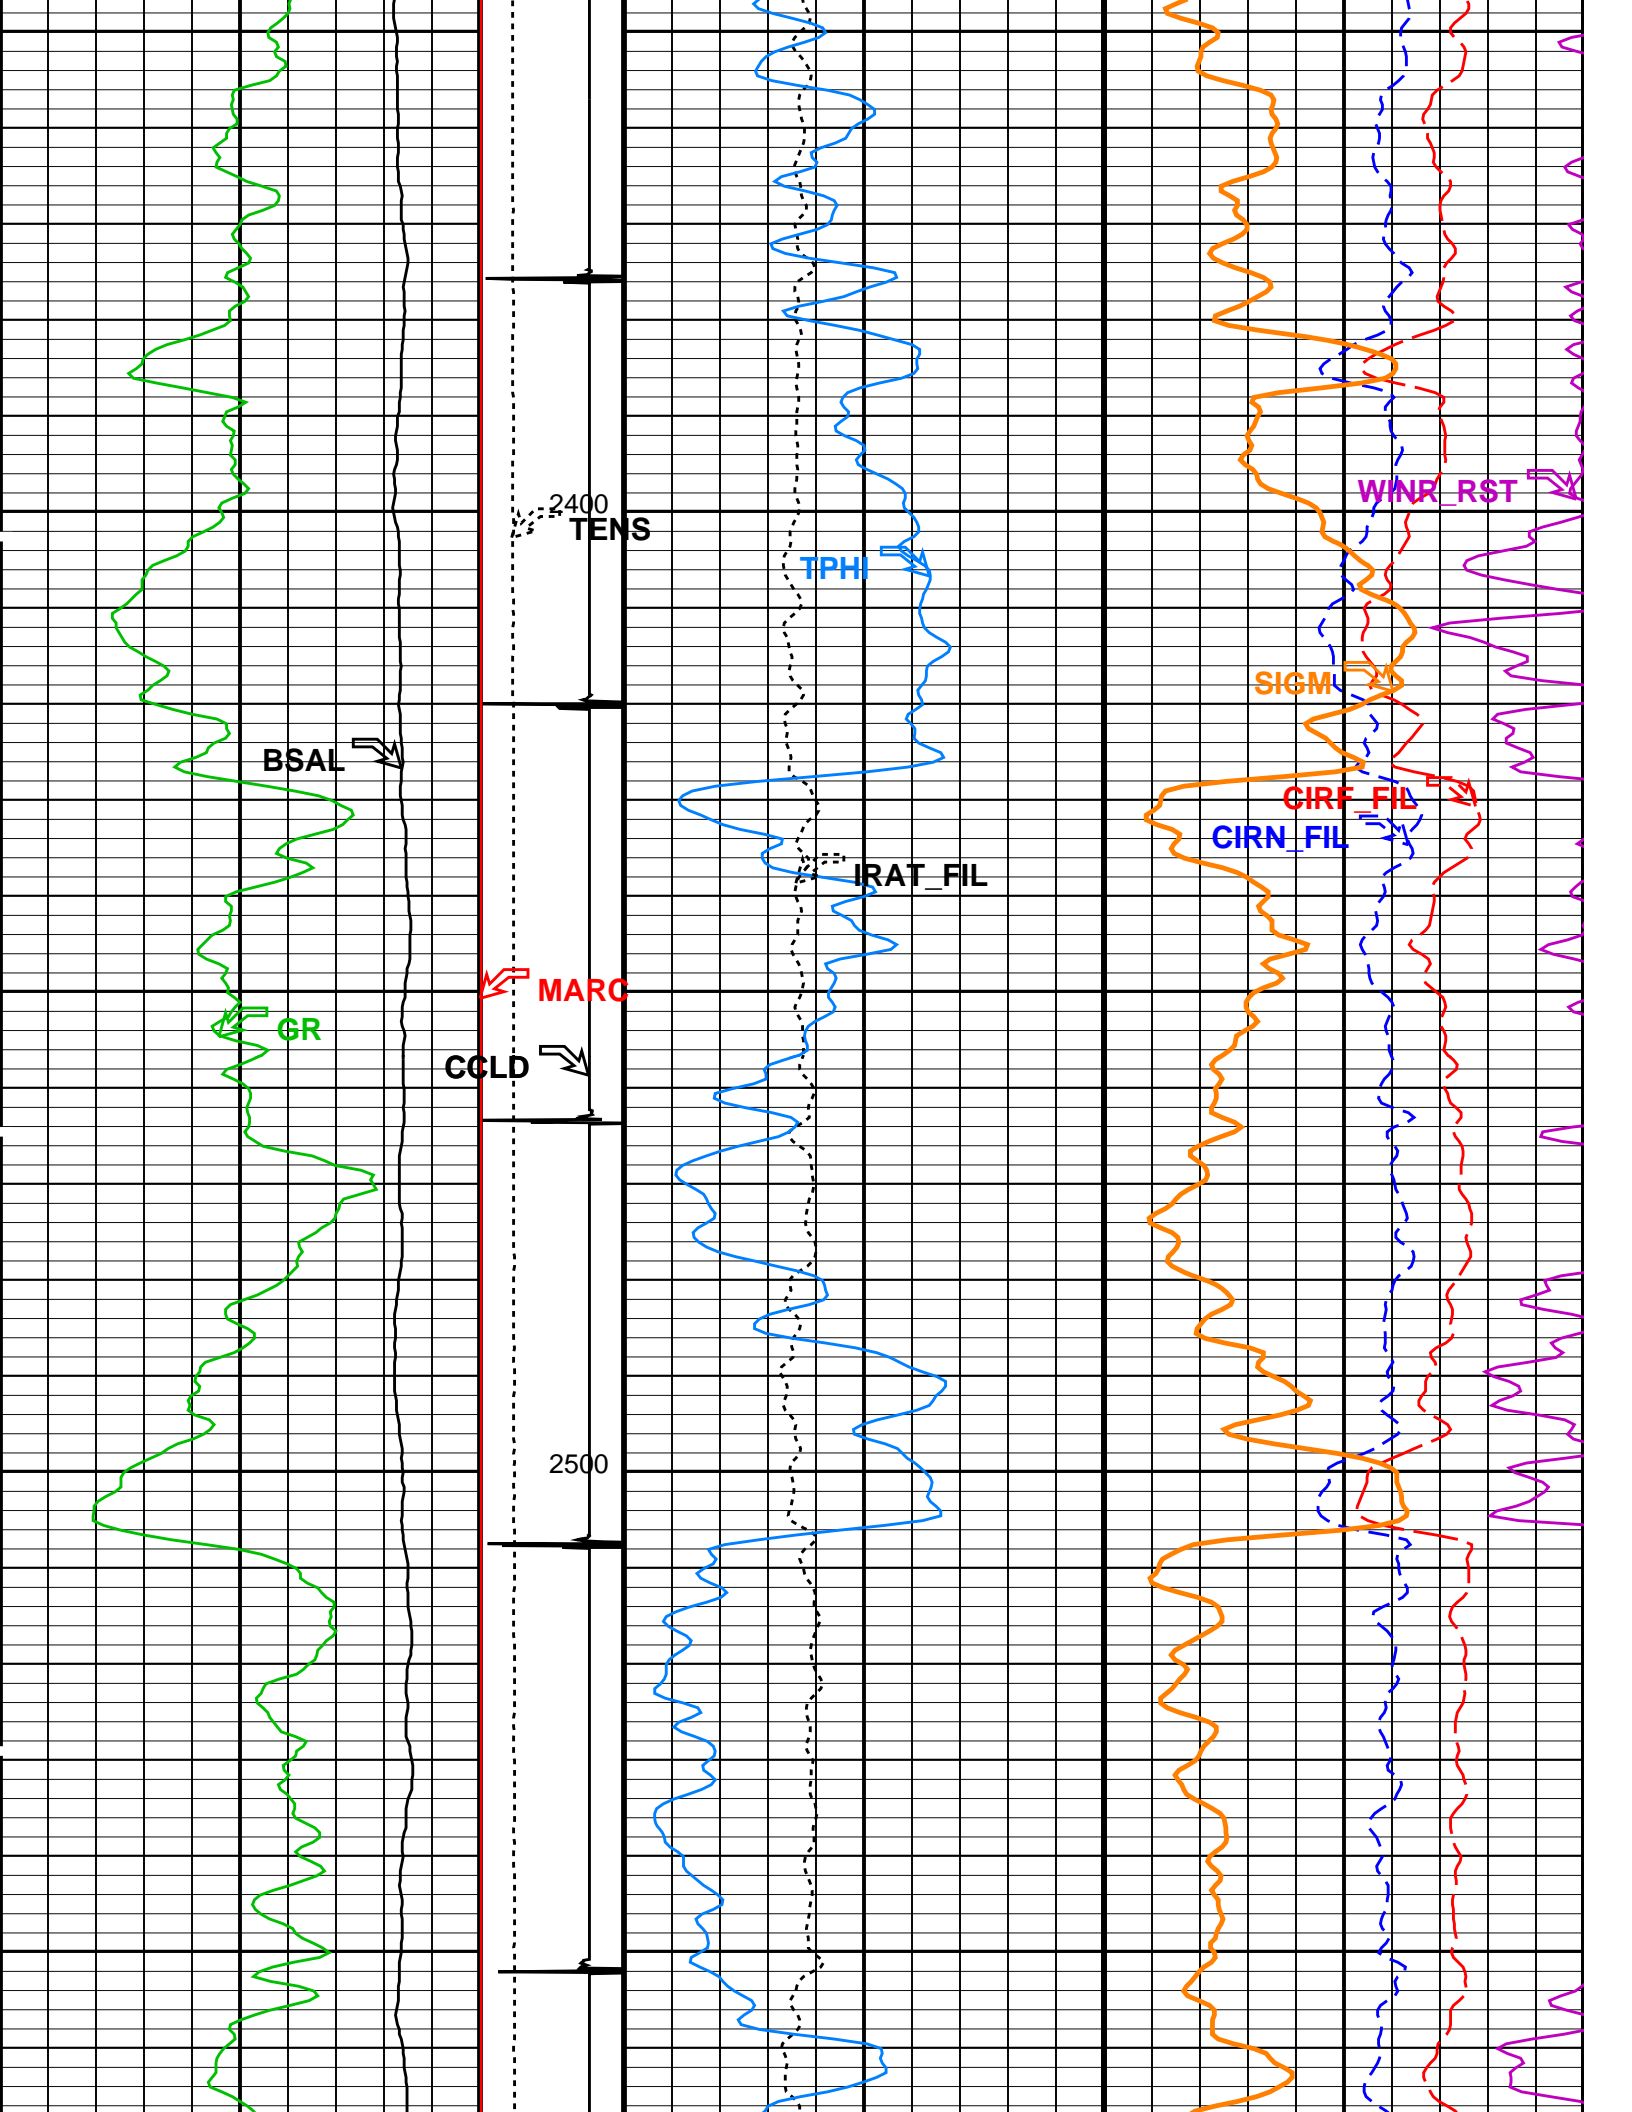 WINR_RST
2400
TENS
TPHI
SIGM
BSAL
CIRF_FIL
CIRN_FIL
IRAT_FIL
MARC
GR
CCLD
2500